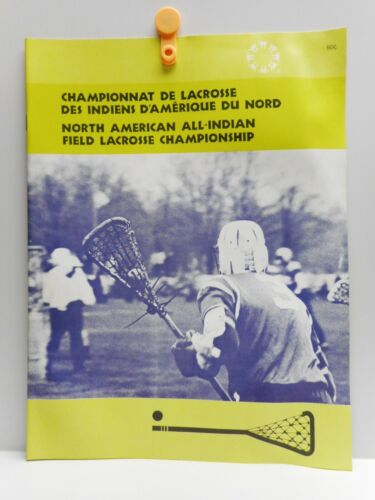 60¢
CHAMPIONNAT DE LACROSSE
DES INDIENS D'AMÉRIQUE DU NORD
NORTH AMERICAN ALL-INDIAN
FIELD LACROSSE CHAMPIONSHIP